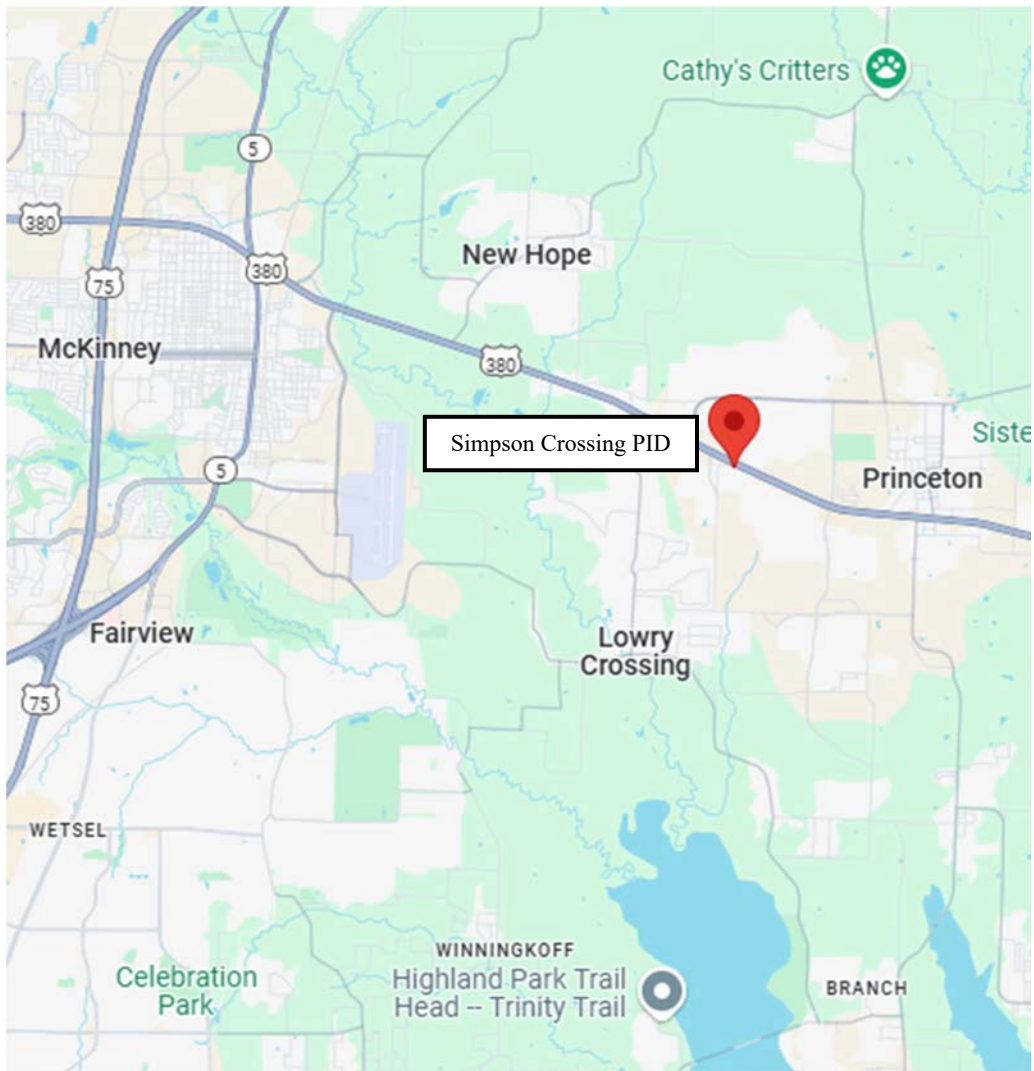 Cathy's Critters
5
380
New Hope
380
75
McKinney
380
Simpson Crossing PID
Siste
5
Princeton
Fairview
Lowry
Crossing
75
WETSEL
WINNINGKOFF
Celebration
Park
Highland Park Trail
Head -- Trinity Trail
BRANCH